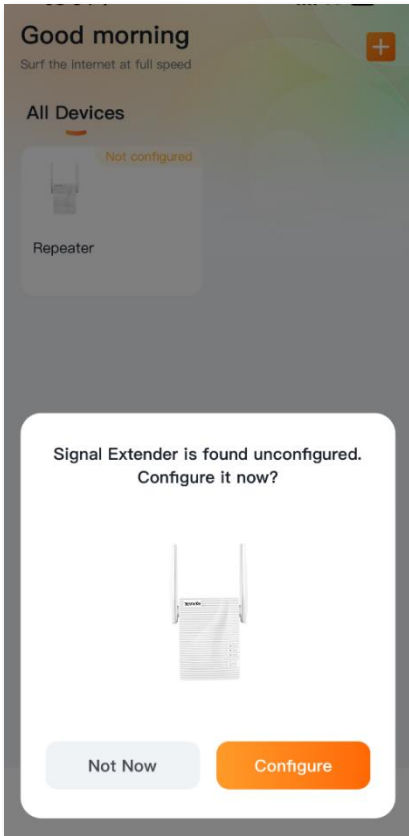 Good morning
Surf the Internet at full speed
All Devices
Not configured
Repeater
Signal Extender is found unconfigured.
Configure it now?
Tenda
Not Now
Configure